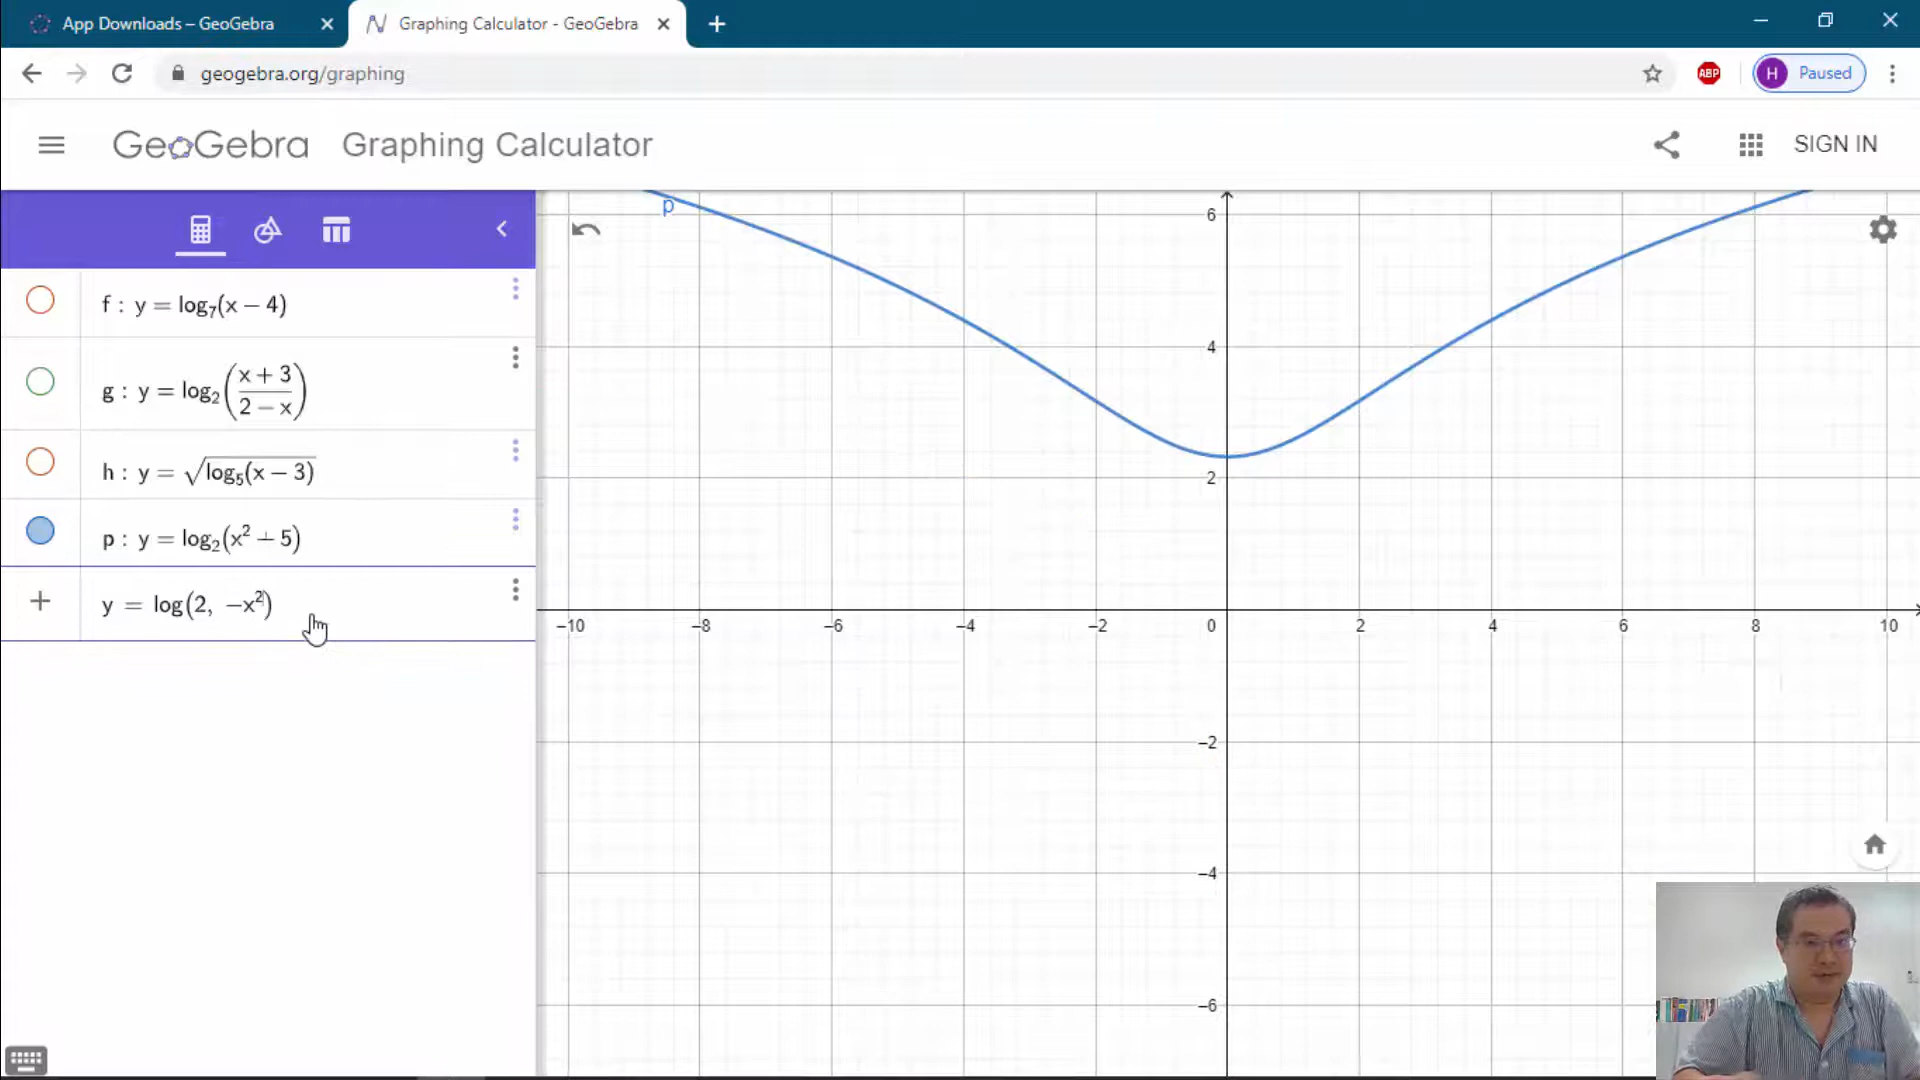 App Downloads – GeoGebra
Graphing Calculator - GeoGebra
geogebra.org/graphing
ABP
H Paused
GeoGebra Graphing Calculator
SIGN IN
f : y = log₇(x − 4)
g : y = log₂((x + 3)/(2 − x))
h : y = √log₅(x − 3)
p : y = log₂(x² + 5)
y = log(2, −x²)
p
6
4
2
−10 −8 −6 −4 −2 0 2 4 6 8 10
−2
−4
−6